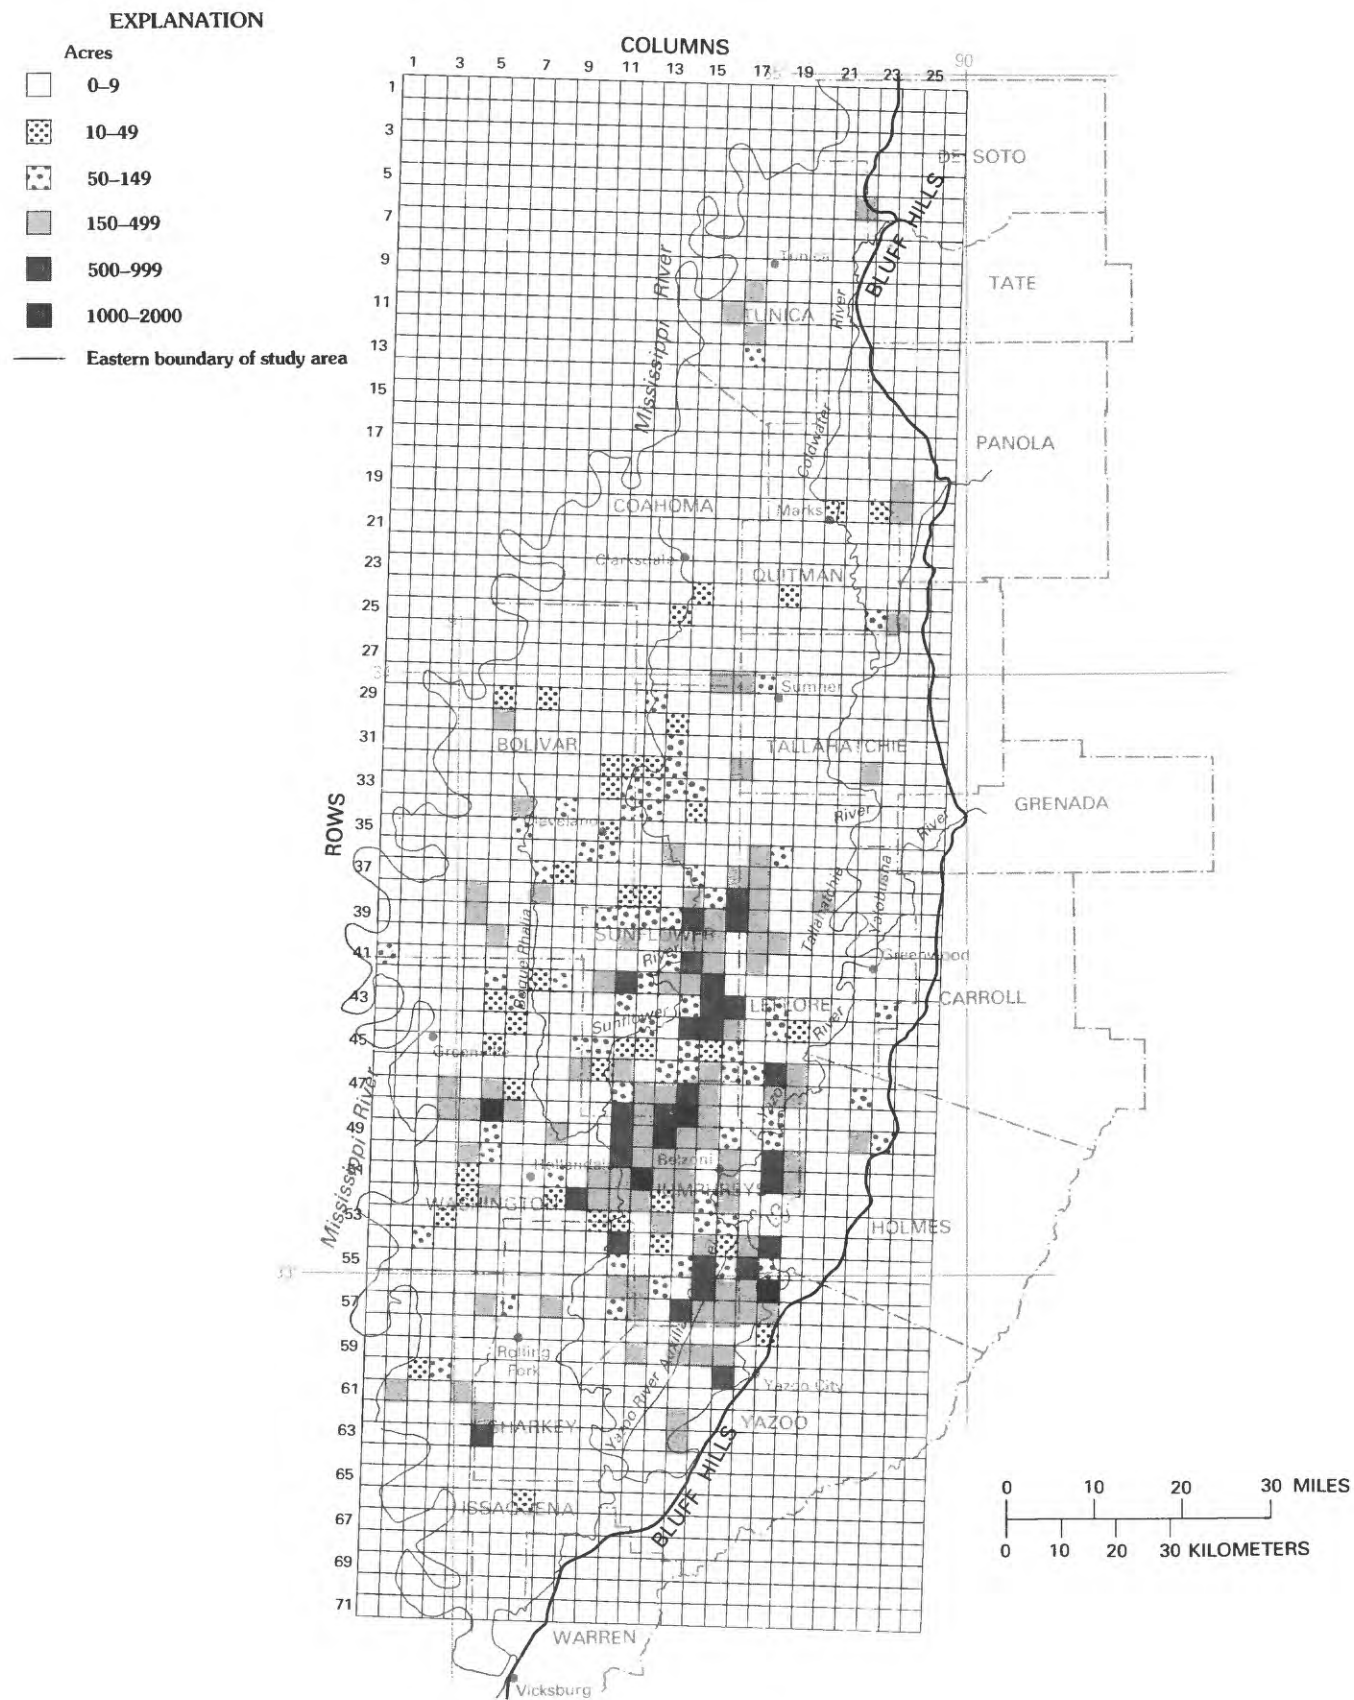 EXPLANATION
Acres
0–9
10–49
50–149
150–499
500–999
1000–2000
Eastern boundary of study area
COLUMNS
1 3 5 7 9 11 13 15 17 19 21 23 25
90
ROWS
1
3
5
7
9
11
13
15
17
19
21
23
25
27
29
31
33
35
37
39
41
43
45
47
49
53
55
57
59
61
63
65
67
69
71
33°
DE SOTO
BLUFF HILLS
TATE
Tunica
TUNICA
River
Mississippi River
Coldwater
PANOLA
COAHOMA
Marks
Clarksdale
QUITMAN
Sumner
BOLIVAR
TALLAHATCHIE
GRENADA
River
River
Cleveland
Tallahatchie
Yalobusha
Bogue Phalia
SUNFLOWER
River
Greenwood
LEFLORE
CARROLL
Sunflower
River
Greenville
Mississippi River
Yazoo
Hollandale
Belzoni
HUMPHREYS
WASHINGTON
HOLMES
Rolling
Fork
Yazoo River Auxilia
Yazoo City
SHARKEY
YAZOO
BLUFF HILLS
ISSAQUENA
WARREN
Vicksburg
0 10 20 30 MILES
0 10 20 30 KILOMETERS